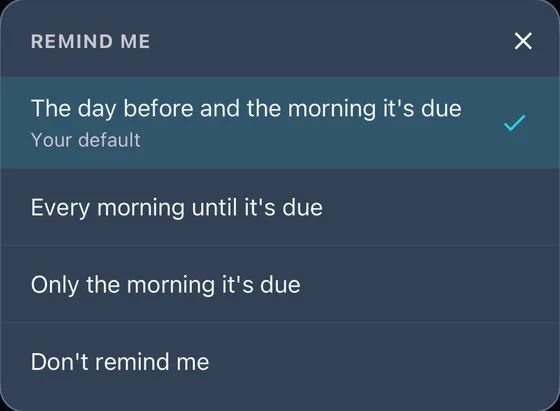 REMIND ME
The day before and the morning it's due
Your default
Every morning until it's due
Only the morning it's due
Don't remind me